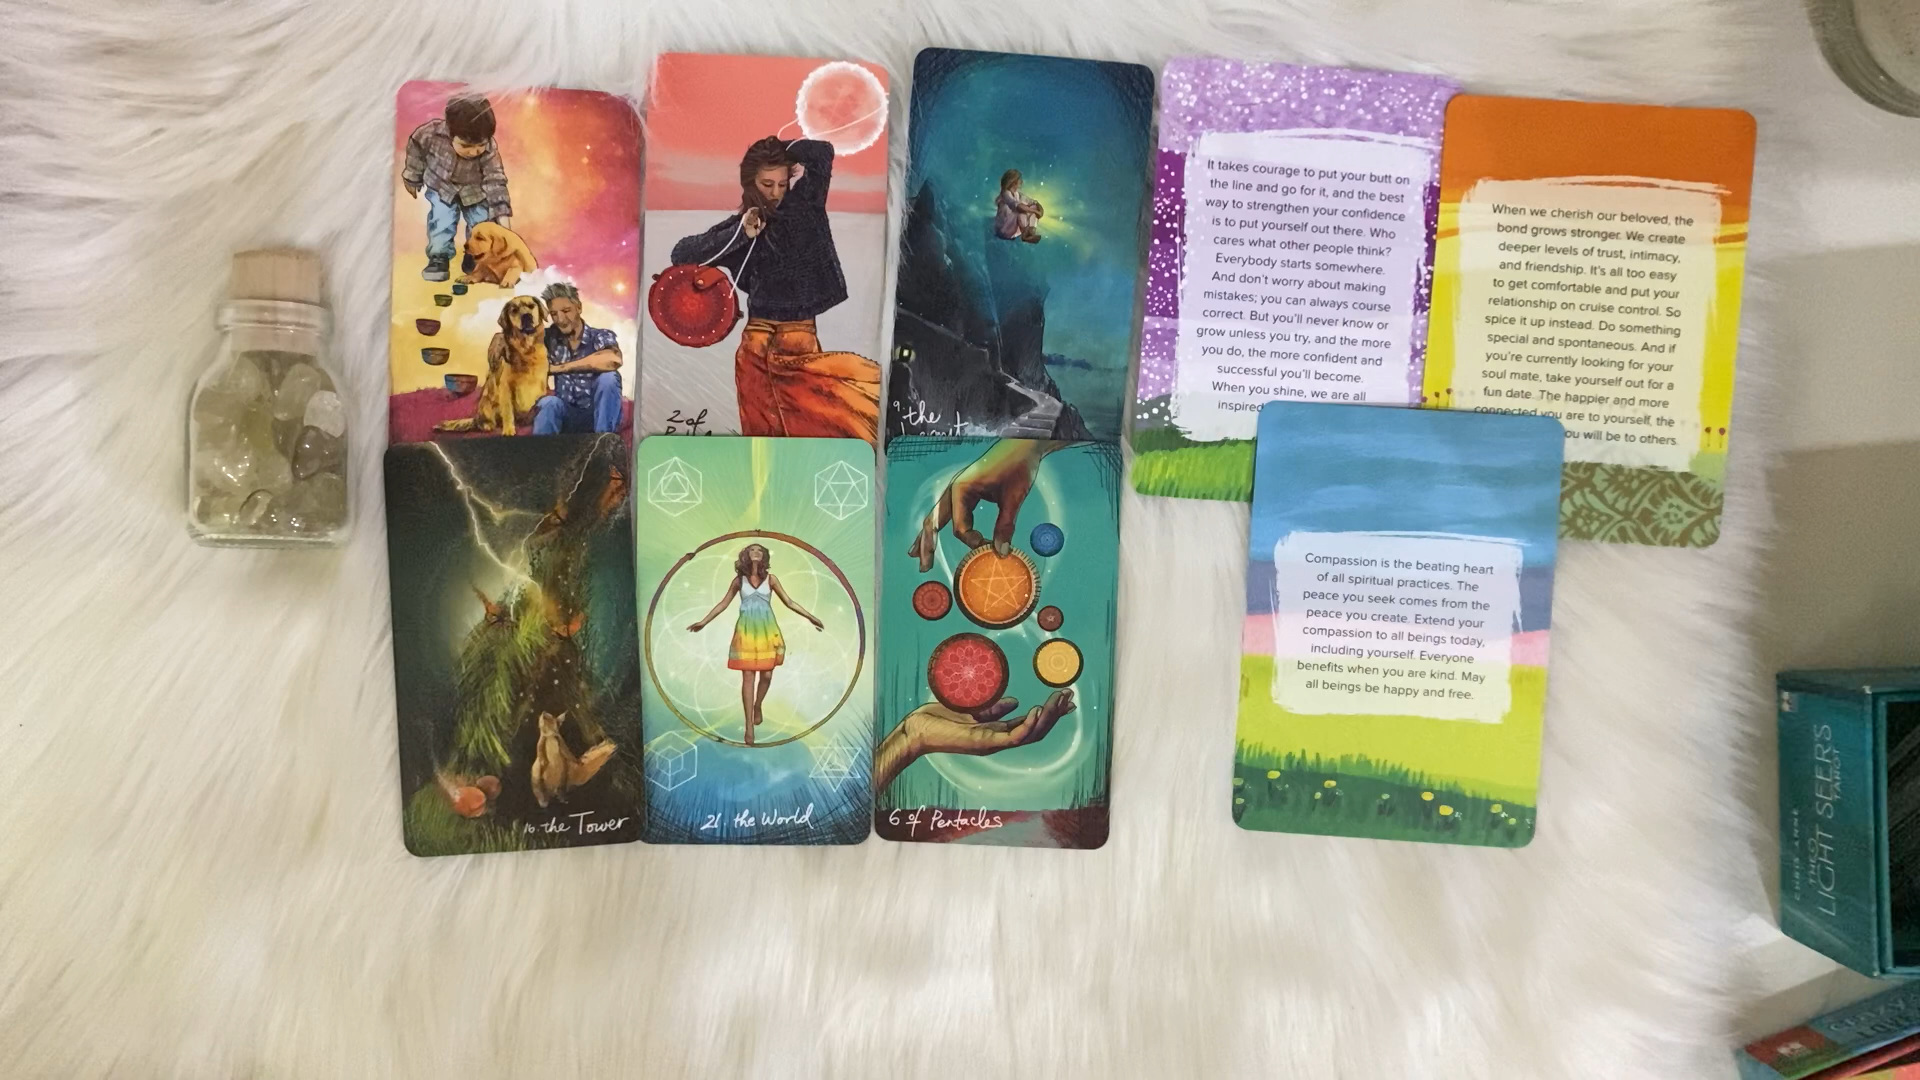 2 of
9 the
16. the Tower
21. the World
6 of Pentacles
It takes courage to put your butt on
the line and go for it, and the best
way to strengthen your confidence
is to put yourself out there. Who
cares what other people think?
Everybody starts somewhere.
And don't worry about making
mistakes; you can always course
correct. But you'll never know or
grow unless you try, and the more
you do, the more confident and
successful you'll become.
When you shine, we are all
inspired
When we cherish our beloved, the
bond grows stronger. We create
deeper levels of trust, intimacy,
and friendship. It's all too easy
to get comfortable and put your
relationship on cruise control. So
spice it up instead. Do something
special and spontaneous. And if
you're currently looking for your
soul mate, take yourself out for a
fun date. The happier and more
connected you are to yourself, the
ou will be to others.
Compassion is the beating heart
of all spiritual practices. The
peace you seek comes from the
peace you create. Extend your
compassion to all beings today,
including yourself. Everyone
benefits when you are kind. May
all beings be happy and free.
CHRIS-ANNE
LIGHT SEER'S
TAROT